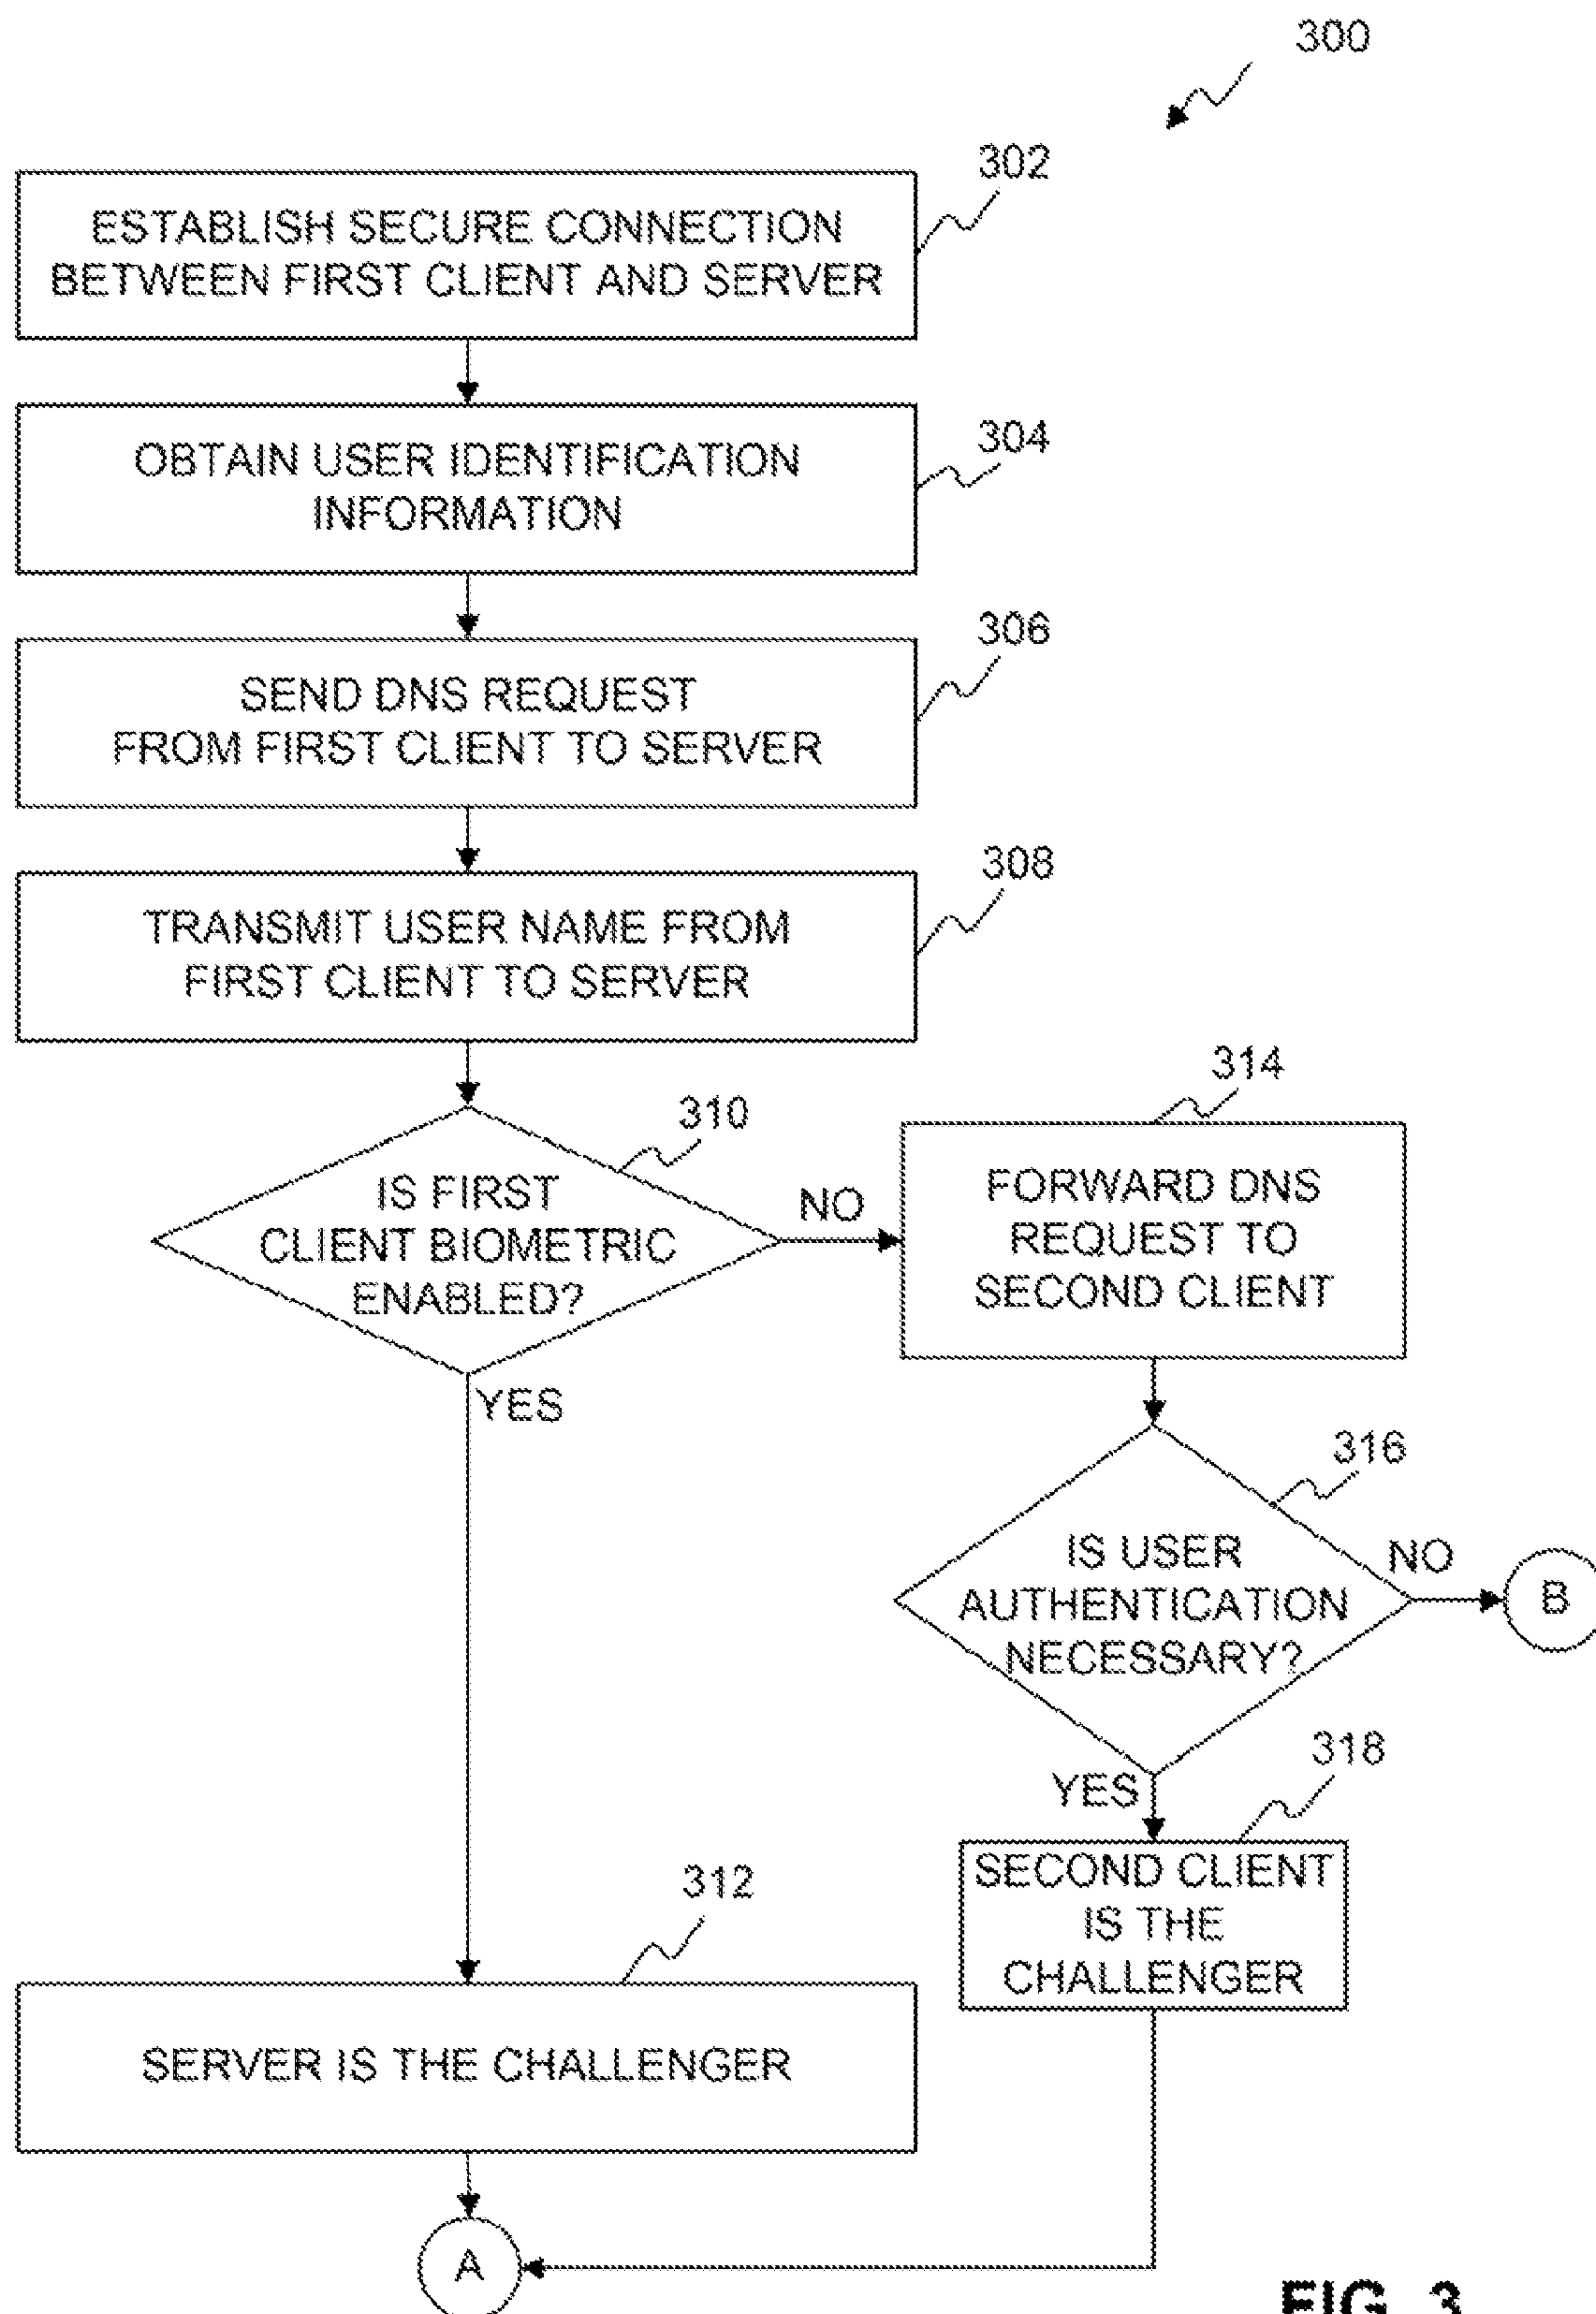 300
302
ESTABLISH SECURE CONNECTION
BETWEEN FIRST CLIENT AND SERVER
304
OBTAIN USER IDENTIFICATION
INFORMATION
306
SEND DNS REQUEST
FROM FIRST CLIENT TO SERVER
308
TRANSMIT USER NAME FROM
FIRST CLIENT TO SERVER
310
IS FIRST
CLIENT BIOMETRIC
ENABLED?
NO
YES
314
FORWARD DNS
REQUEST TO
SECOND CLIENT
316
IS USER
AUTHENTICATION
NECESSARY?
NO
B
YES
318
SECOND CLIENT
IS THE
CHALLENGER
312
SERVER IS THE CHALLENGER
A
FIG. 3